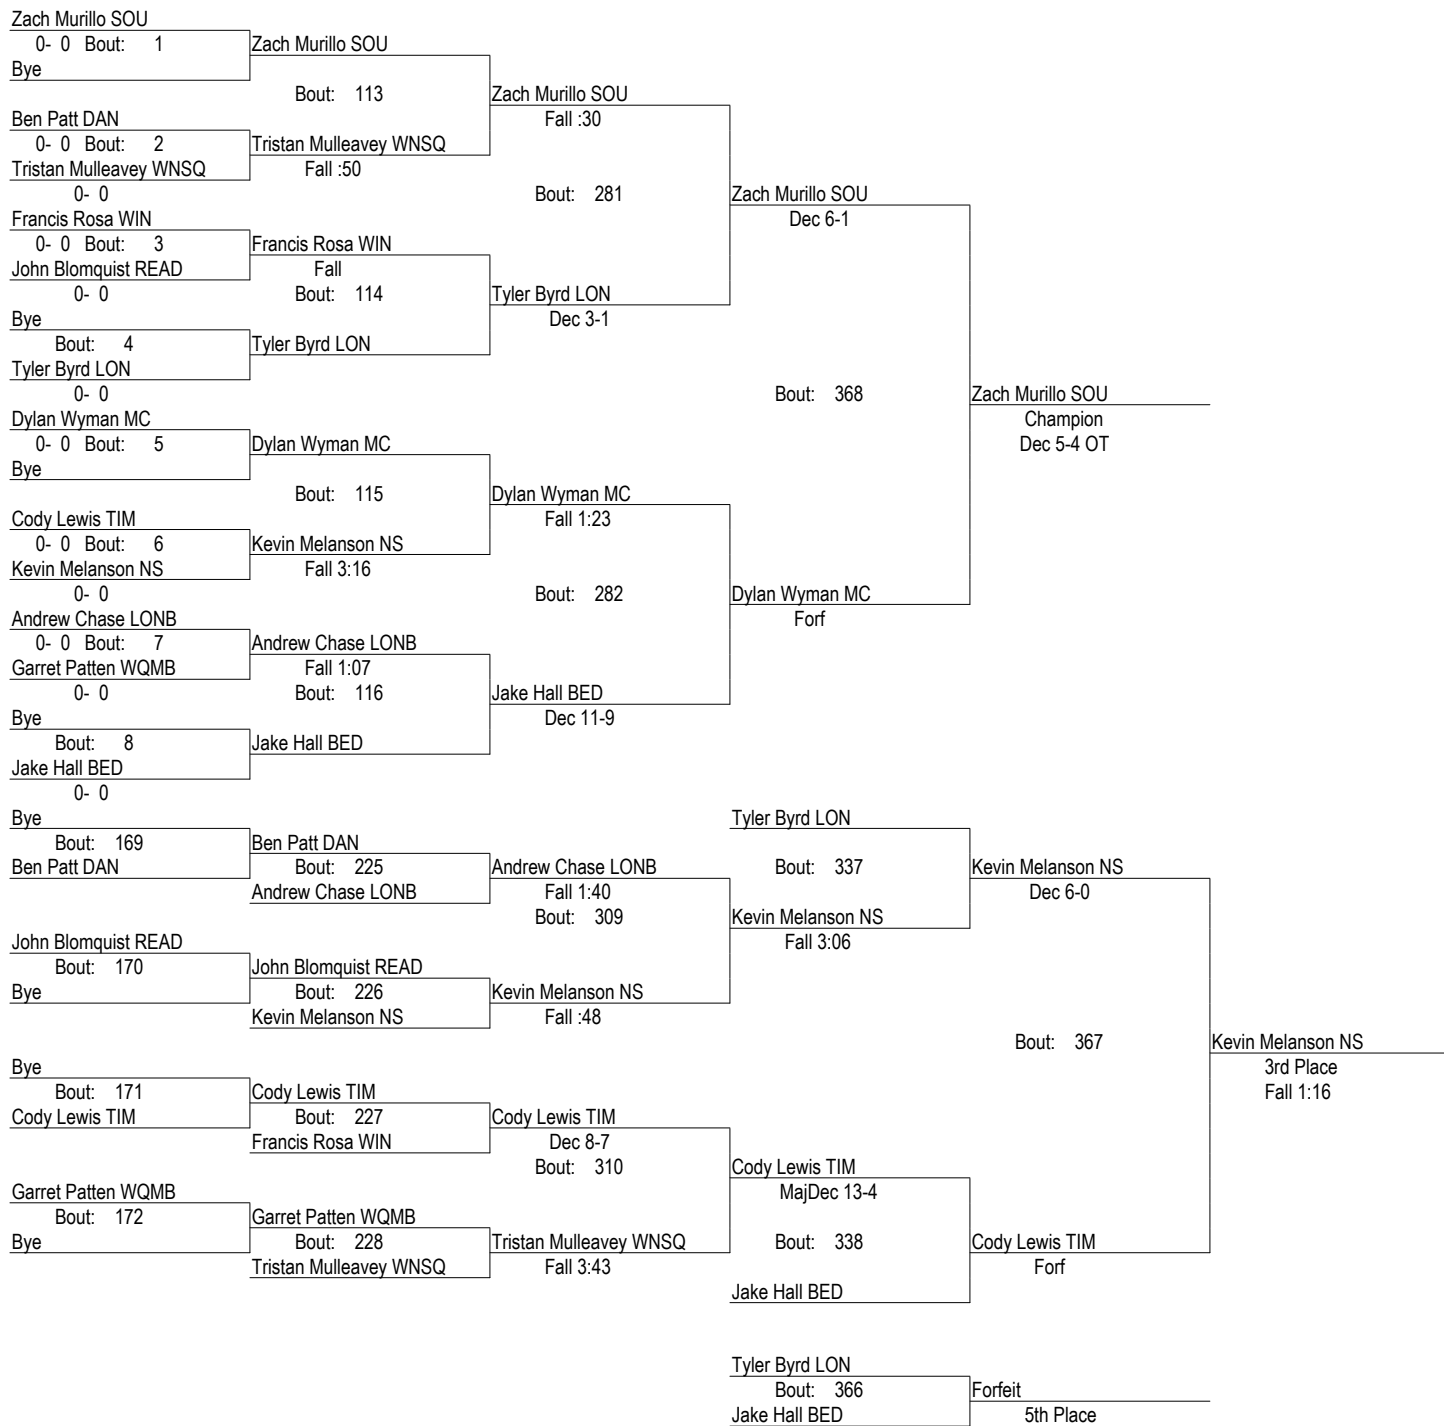 Zach Murillo SOU
0- 0 Bout: 1 Zach Murillo SOU
Bye
Bout: 113 Zach Murillo SOU
Ben Patt DAN Fall :30
0- 0 Bout: 2 Tristan Mulleavey WNSQ
Tristan Mulleavey WNSQ Fall :50
0- 0 Bout: 281 Zach Murillo SOU
Francis Rosa WIN Dec 6-1
0- 0 Bout: 3 Francis Rosa WIN
John Blomquist READ Fall
0- 0 Bout: 114 Tyler Byrd LON
Bye Dec 3-1
Bout: 4 Tyler Byrd LON
Tyler Byrd LON
0- 0 Bout: 368 Zach Murillo SOU
Dylan Wyman MC Champion
0- 0 Bout: 5 Dylan Wyman MC Dec 5-4 OT
Bye
Bout: 115 Dylan Wyman MC
Cody Lewis TIM Fall 1:23
0- 0 Bout: 6 Kevin Melanson NS
Kevin Melanson NS Fall 3:16
0- 0 Bout: 282 Dylan Wyman MC
Andrew Chase LONB Forf
0- 0 Bout: 7 Andrew Chase LONB
Garret Patten WQMB Fall 1:07
0- 0 Bout: 116 Jake Hall BED
Bye Dec 11-9
Bout: 8 Jake Hall BED
Jake Hall BED
0- 0
Bye Tyler Byrd LON
Bout: 169 Ben Patt DAN
Ben Patt DAN Bout: 225 Andrew Chase LONB Bout: 337 Kevin Melanson NS
Andrew Chase LONB Fall 1:40 Dec 6-0
Bout: 309 Kevin Melanson NS
John Blomquist READ Fall 3:06
Bout: 170 John Blomquist READ
Bye Bout: 226 Kevin Melanson NS
Kevin Melanson NS Fall :48
Bout: 367 Kevin Melanson NS
Bye 3rd Place
Bout: 171 Cody Lewis TIM Fall 1:16
Cody Lewis TIM Bout: 227 Cody Lewis TIM
Francis Rosa WIN Dec 8-7
Bout: 310 Cody Lewis TIM
Garret Patten WQMB MajDec 13-4
Bout: 172 Garret Patten WQMB
Bye Bout: 228 Tristan Mulleavey WNSQ Bout: 338 Cody Lewis TIM
Tristan Mulleavey WNSQ Fall 3:43 Forf
Jake Hall BED
Tyler Byrd LON
Bout: 366 Forfeit
Jake Hall BED 5th Place